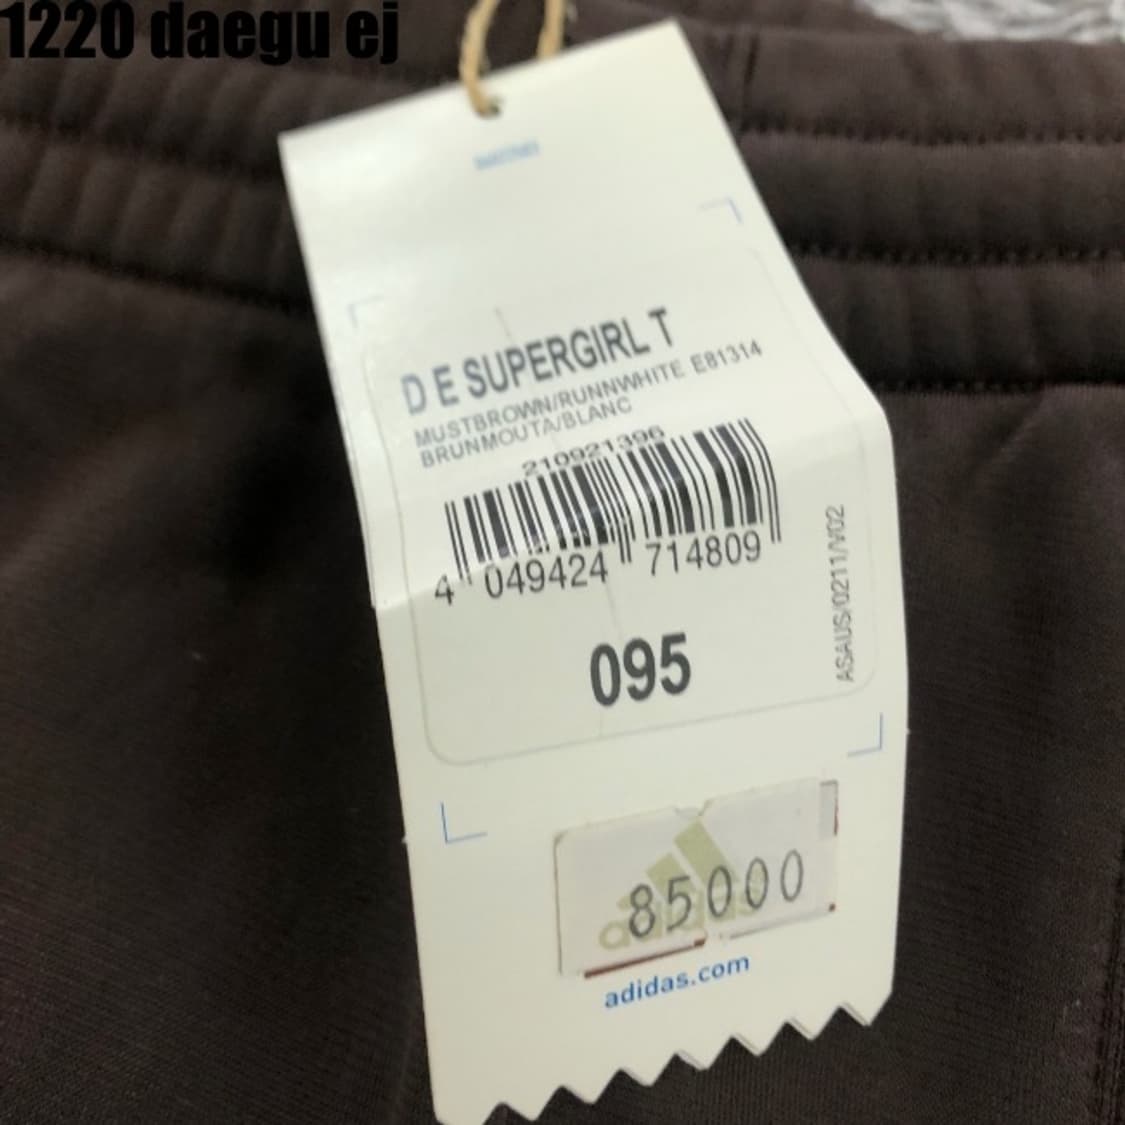 1220 daegu ej
D E SUPERGIRL T
MUSTBROWN/RUNNWHITE E81314
BRUNMOUTA/BLANC
210921396
4 049424 714809
095
ASAUS/0211/V02
85000
adidas
adidas.com